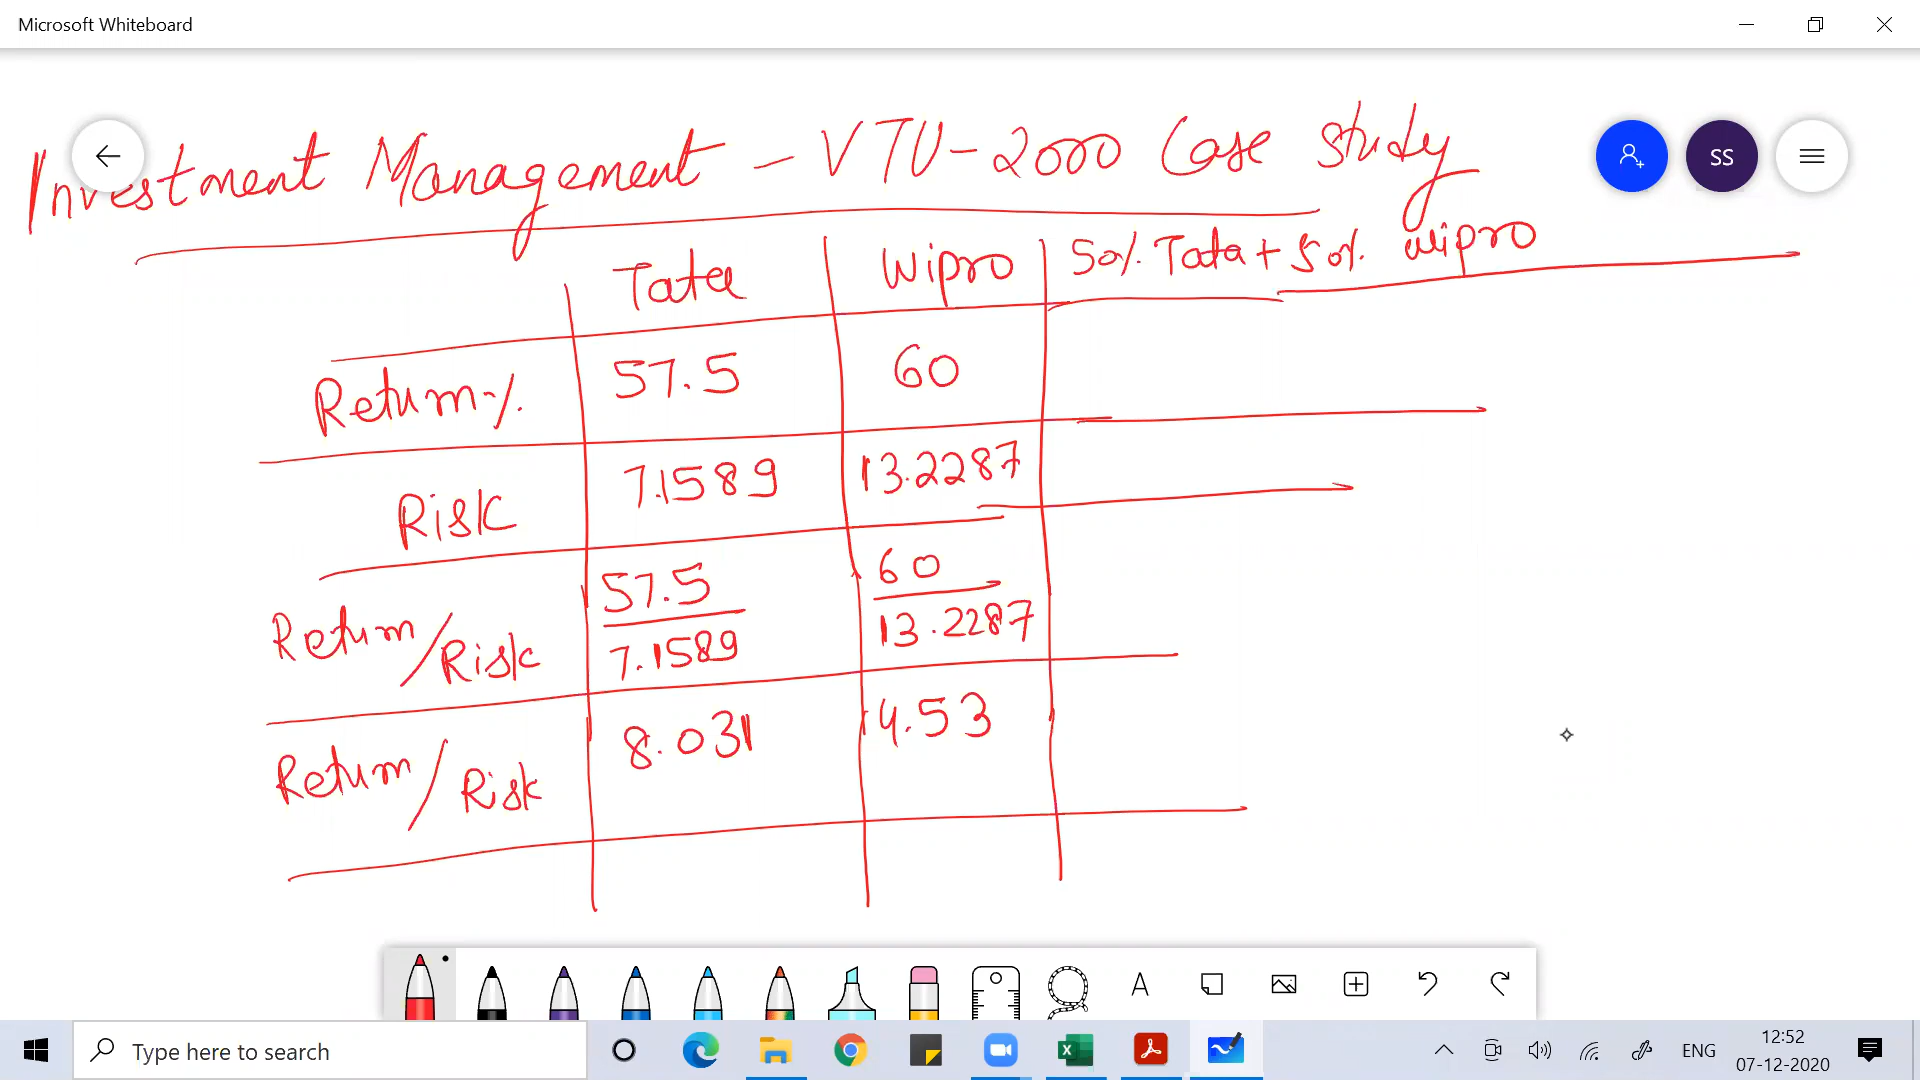 Microsoft Whiteboard
Investment Management - VTU-2000 Case Study
SS
Tata Wipro 50% Tata + 50% wipro
Return % 57.5 60
Risk 7.1589 13.2287
Return/Risk 57.5/7.1589 60/13.2287
Return/Risk 8.031 4.53
A
Type here to search
ENG
12:52
07-12-2020